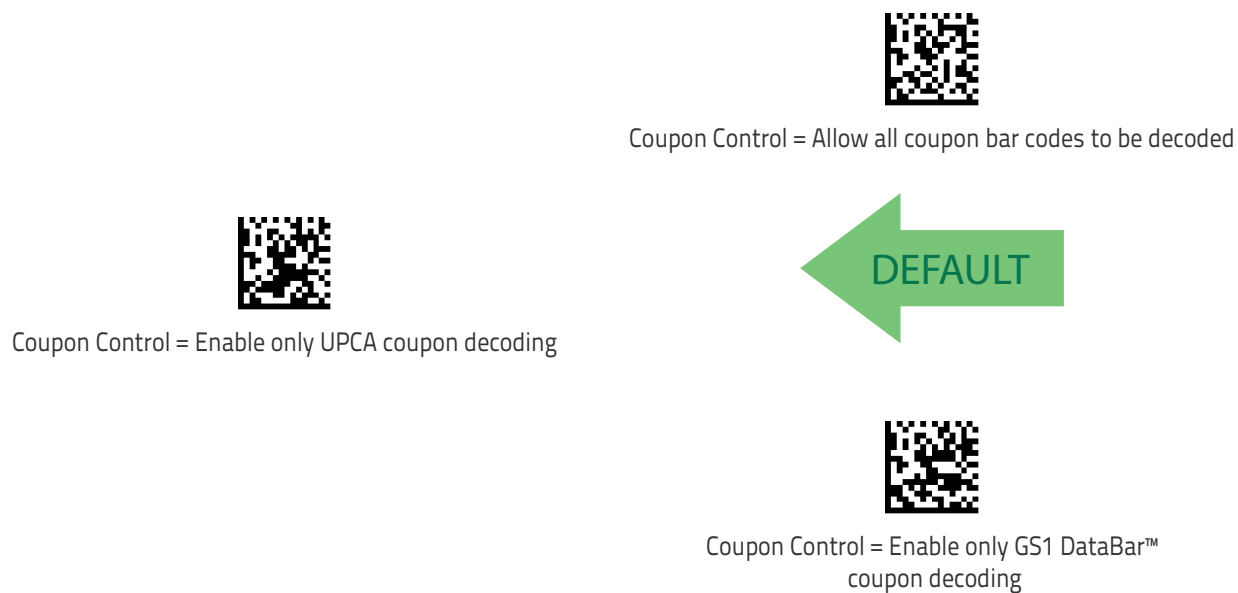 Coupon Control = Allow all coupon bar codes to be decoded
DEFAULT
Coupon Control = Enable only UPCA coupon decoding
Coupon Control = Enable only GS1 DataBar™
coupon decoding